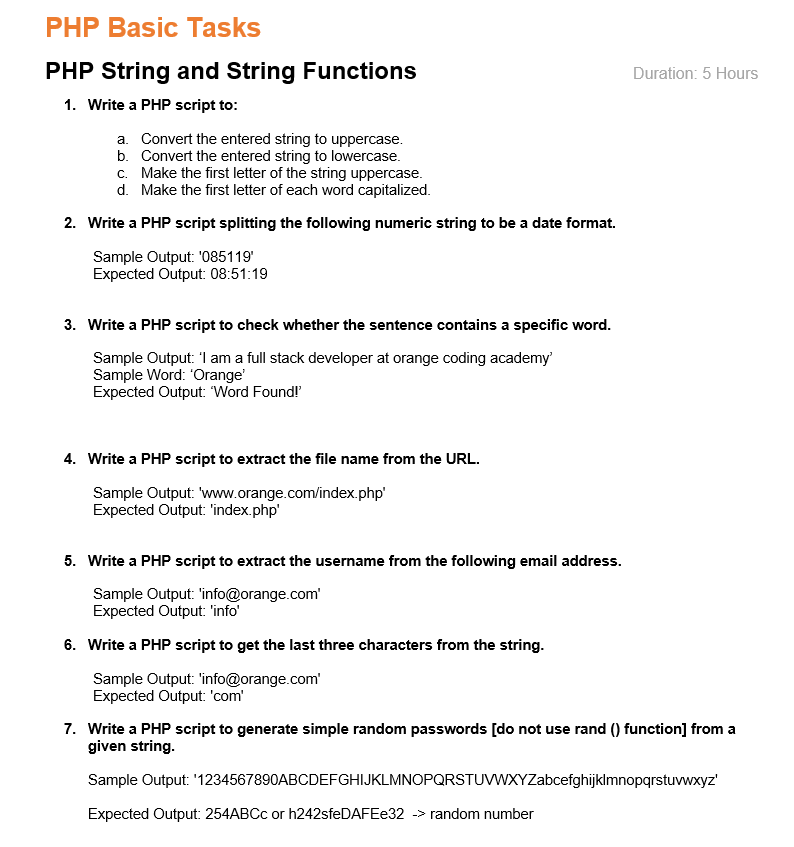 PHP Basic Tasks
PHP String and String Functions Duration: 5 Hours
1. Write a PHP script to:
a. Convert the entered string to uppercase.
b. Convert the entered string to lowercase.
c. Make the first letter of the string uppercase.
d. Make the first letter of each word capitalized.
2. Write a PHP script splitting the following numeric string to be a date format.
Sample Output: '085119'
Expected Output: 08:51:19
3. Write a PHP script to check whether the sentence contains a specific word.
Sample Output: ‘I am a full stack developer at orange coding academy’
Sample Word: ‘Orange’
Expected Output: ‘Word Found!’
4. Write a PHP script to extract the file name from the URL.
Sample Output: 'www.orange.com/index.php'
Expected Output: 'index.php'
5. Write a PHP script to extract the username from the following email address.
Sample Output: 'info@orange.com'
Expected Output: 'info'
6. Write a PHP script to get the last three characters from the string.
Sample Output: 'info@orange.com'
Expected Output: 'com'
7. Write a PHP script to generate simple random passwords [do not use rand () function] from a
given string.
Sample Output: '1234567890ABCDEFGHIJKLMNOPQRSTUVWXYZabcefghijklmnopqrstuvwxyz'
Expected Output: 254ABCc or h242sfeDAFEe32 -> random number